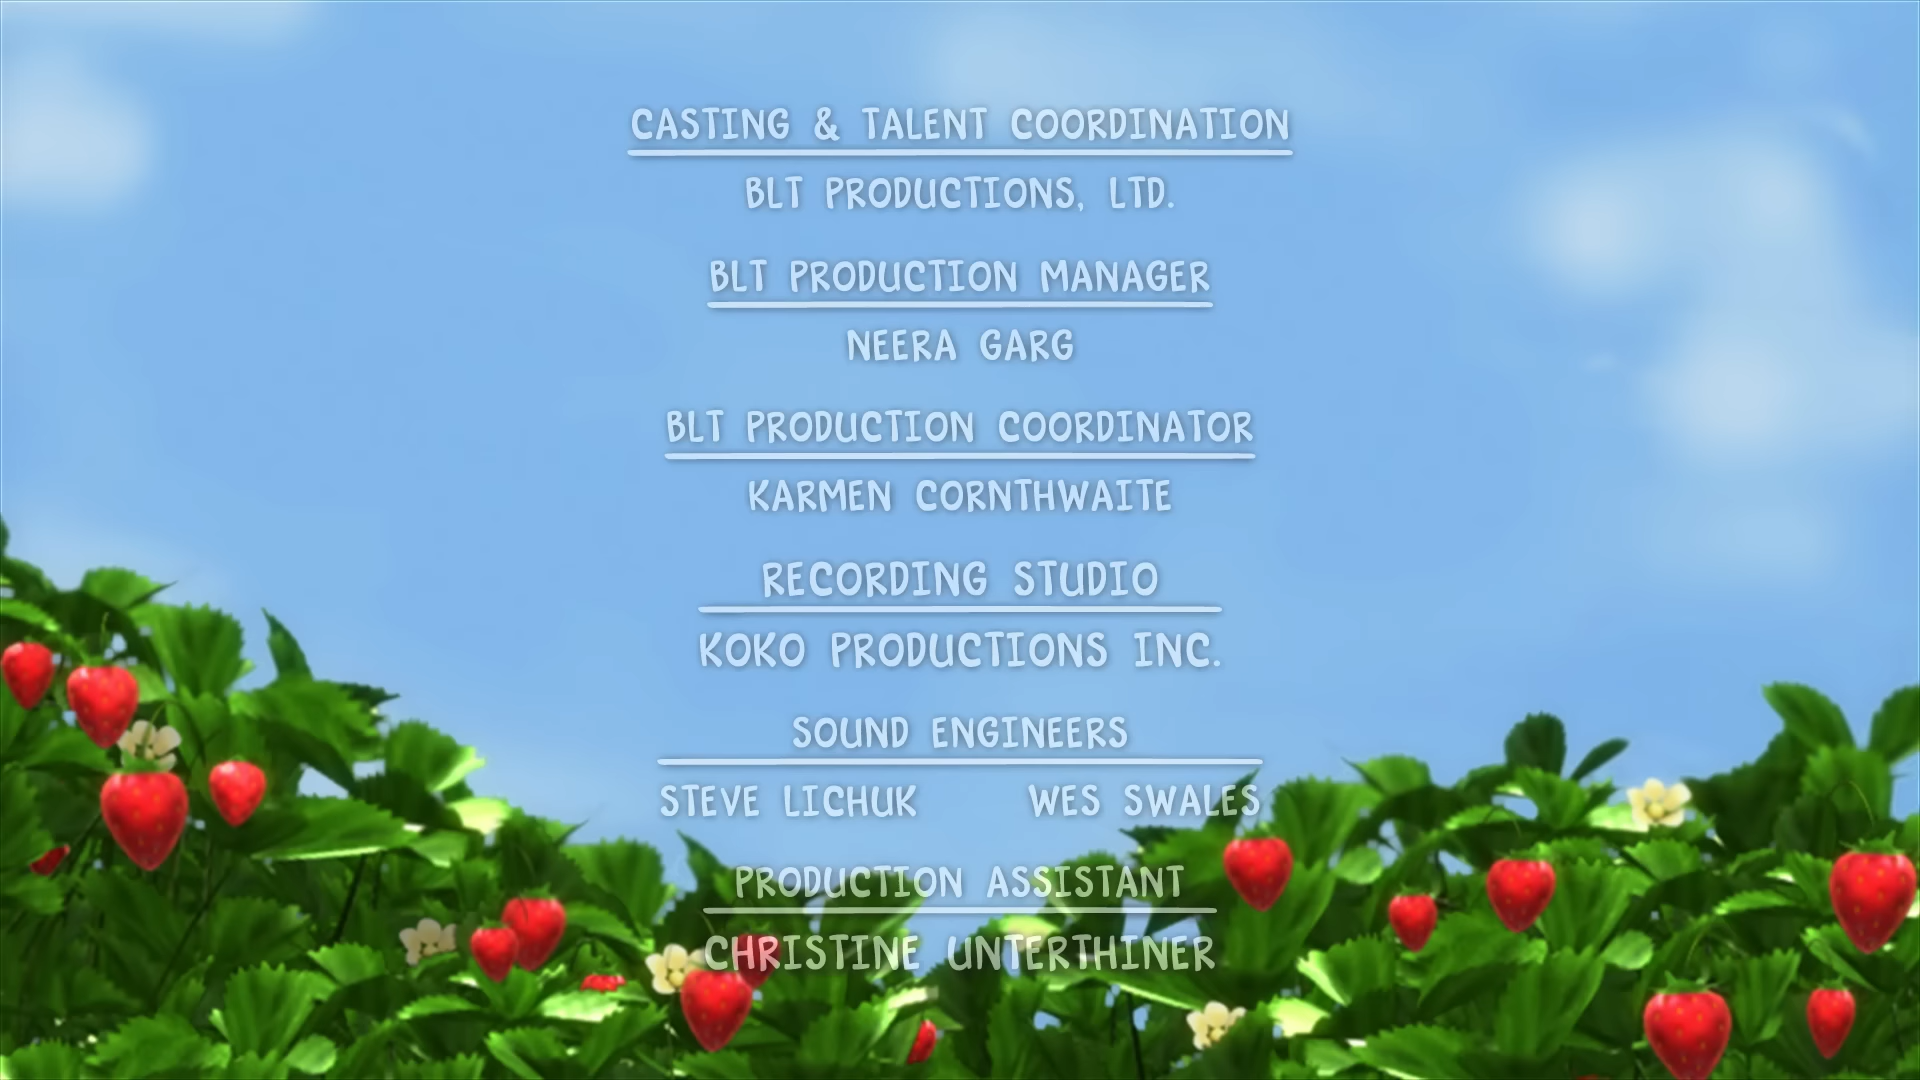 CASTING & TALENT COORDINATION
BLT PRODUCTIONS, LTD.
BLT PRODUCTION MANAGER
NEERA GARG
BLT PRODUCTION COORDINATOR
KARMEN CORNTHWAITE
RECORDING STUDIO
KOKO PRODUCTIONS INC.
SOUND ENGINEERS
STEVE LICHUK WES SWALES
PRODUCTION ASSISTANT
CHRISTINE UNTERTHINER